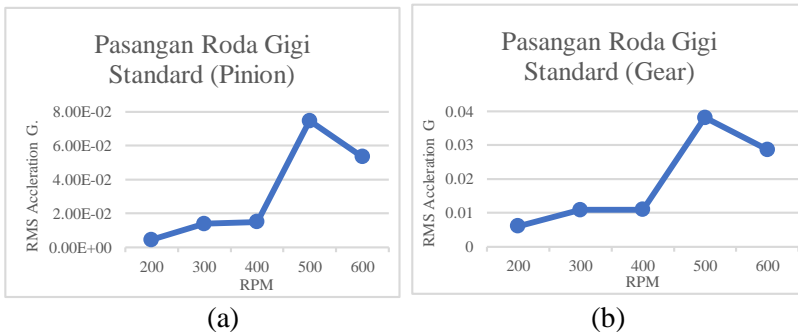 Pasangan Roda Gigi
Standard (Pinion)
RMS Accleration G.
8.00E-02
6.00E-02
4.00E-02
2.00E-02
0.00E+00
200 300 400 500 600
RPM
(a)
Pasangan Roda Gigi
Standard (Gear)
RMS Accleration G
0.04
0.03
0.02
0.01
0
200 300 400 500 600
RPM
(b)